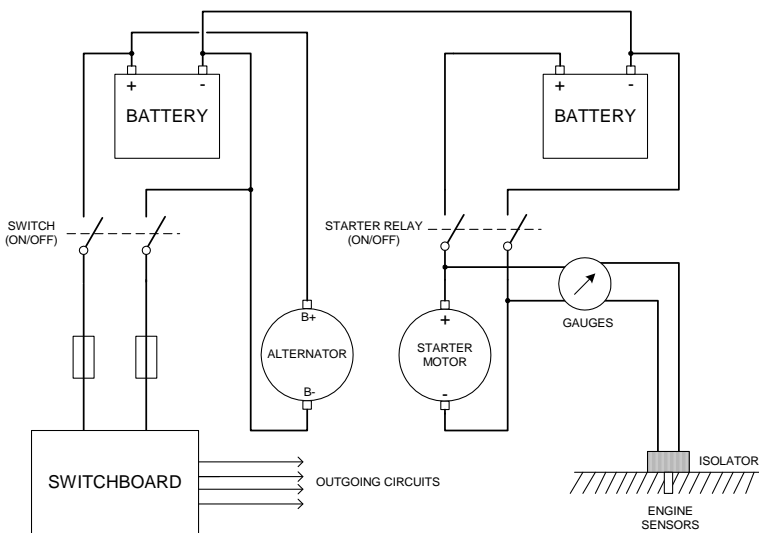 + -
BATTERY
+ -
BATTERY
SWITCH
(ON/OFF)
STARTER RELAY
(ON/OFF)
GAUGES
B+
ALTERNATOR
B-
+
STARTER
MOTOR
-
SWITCHBOARD
OUTGOING CIRCUITS
ISOLATOR
ENGINE
SENSORS